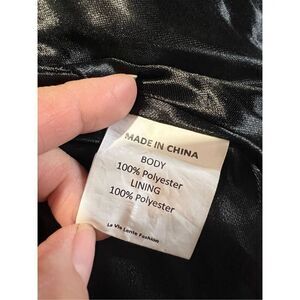 MADE IN CHINA
BODY
100% Polyester
LINING
100% Polyester
La Vie Lente Fashion